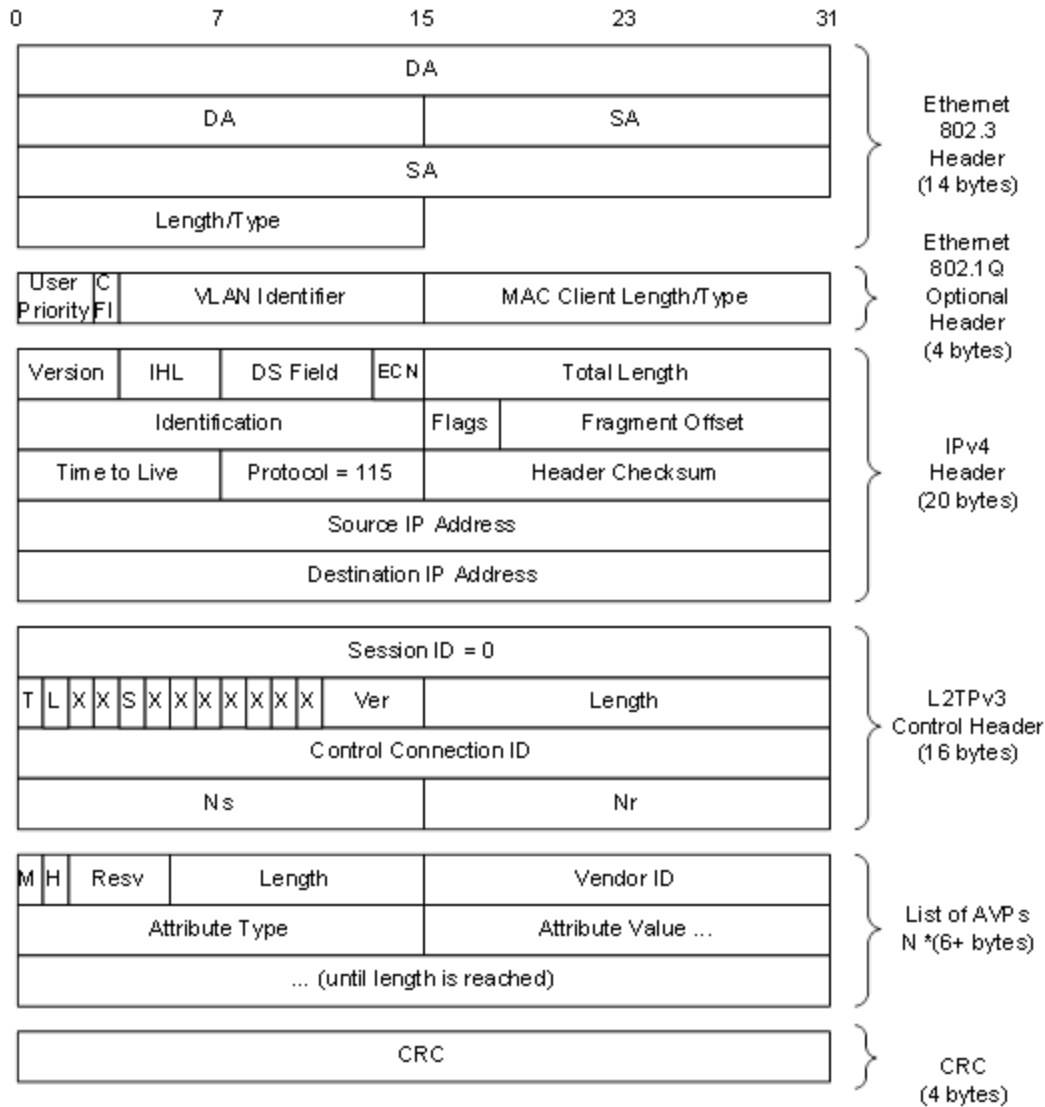 0 7 15 23 31
DA
DA SA
SA
Length/Type
Ethernet
802.3
Header
(14 bytes)
User
Priority
C
FI
VLAN Identifier MAC Client Length/Type
Ethernet
802.1Q
Optional
Header
(4 bytes)
Version IHL DS Field ECN Total Length
Identification Flags Fragment Offset
Time to Live Protocol = 115 Header Checksum
Source IP Address
Destination IP Address
IPv4
Header
(20 bytes)
Session ID = 0
T L X X S X X X X X X Ver Length
Control Connection ID
Ns Nr
L2TPv3
Control Header
(16 bytes)
M H Resv Length Vendor ID
Attribute Type Attribute Value ...
... (until length is reached)
List of AVPs
N *(6+ bytes)
CRC
CRC
(4 bytes)